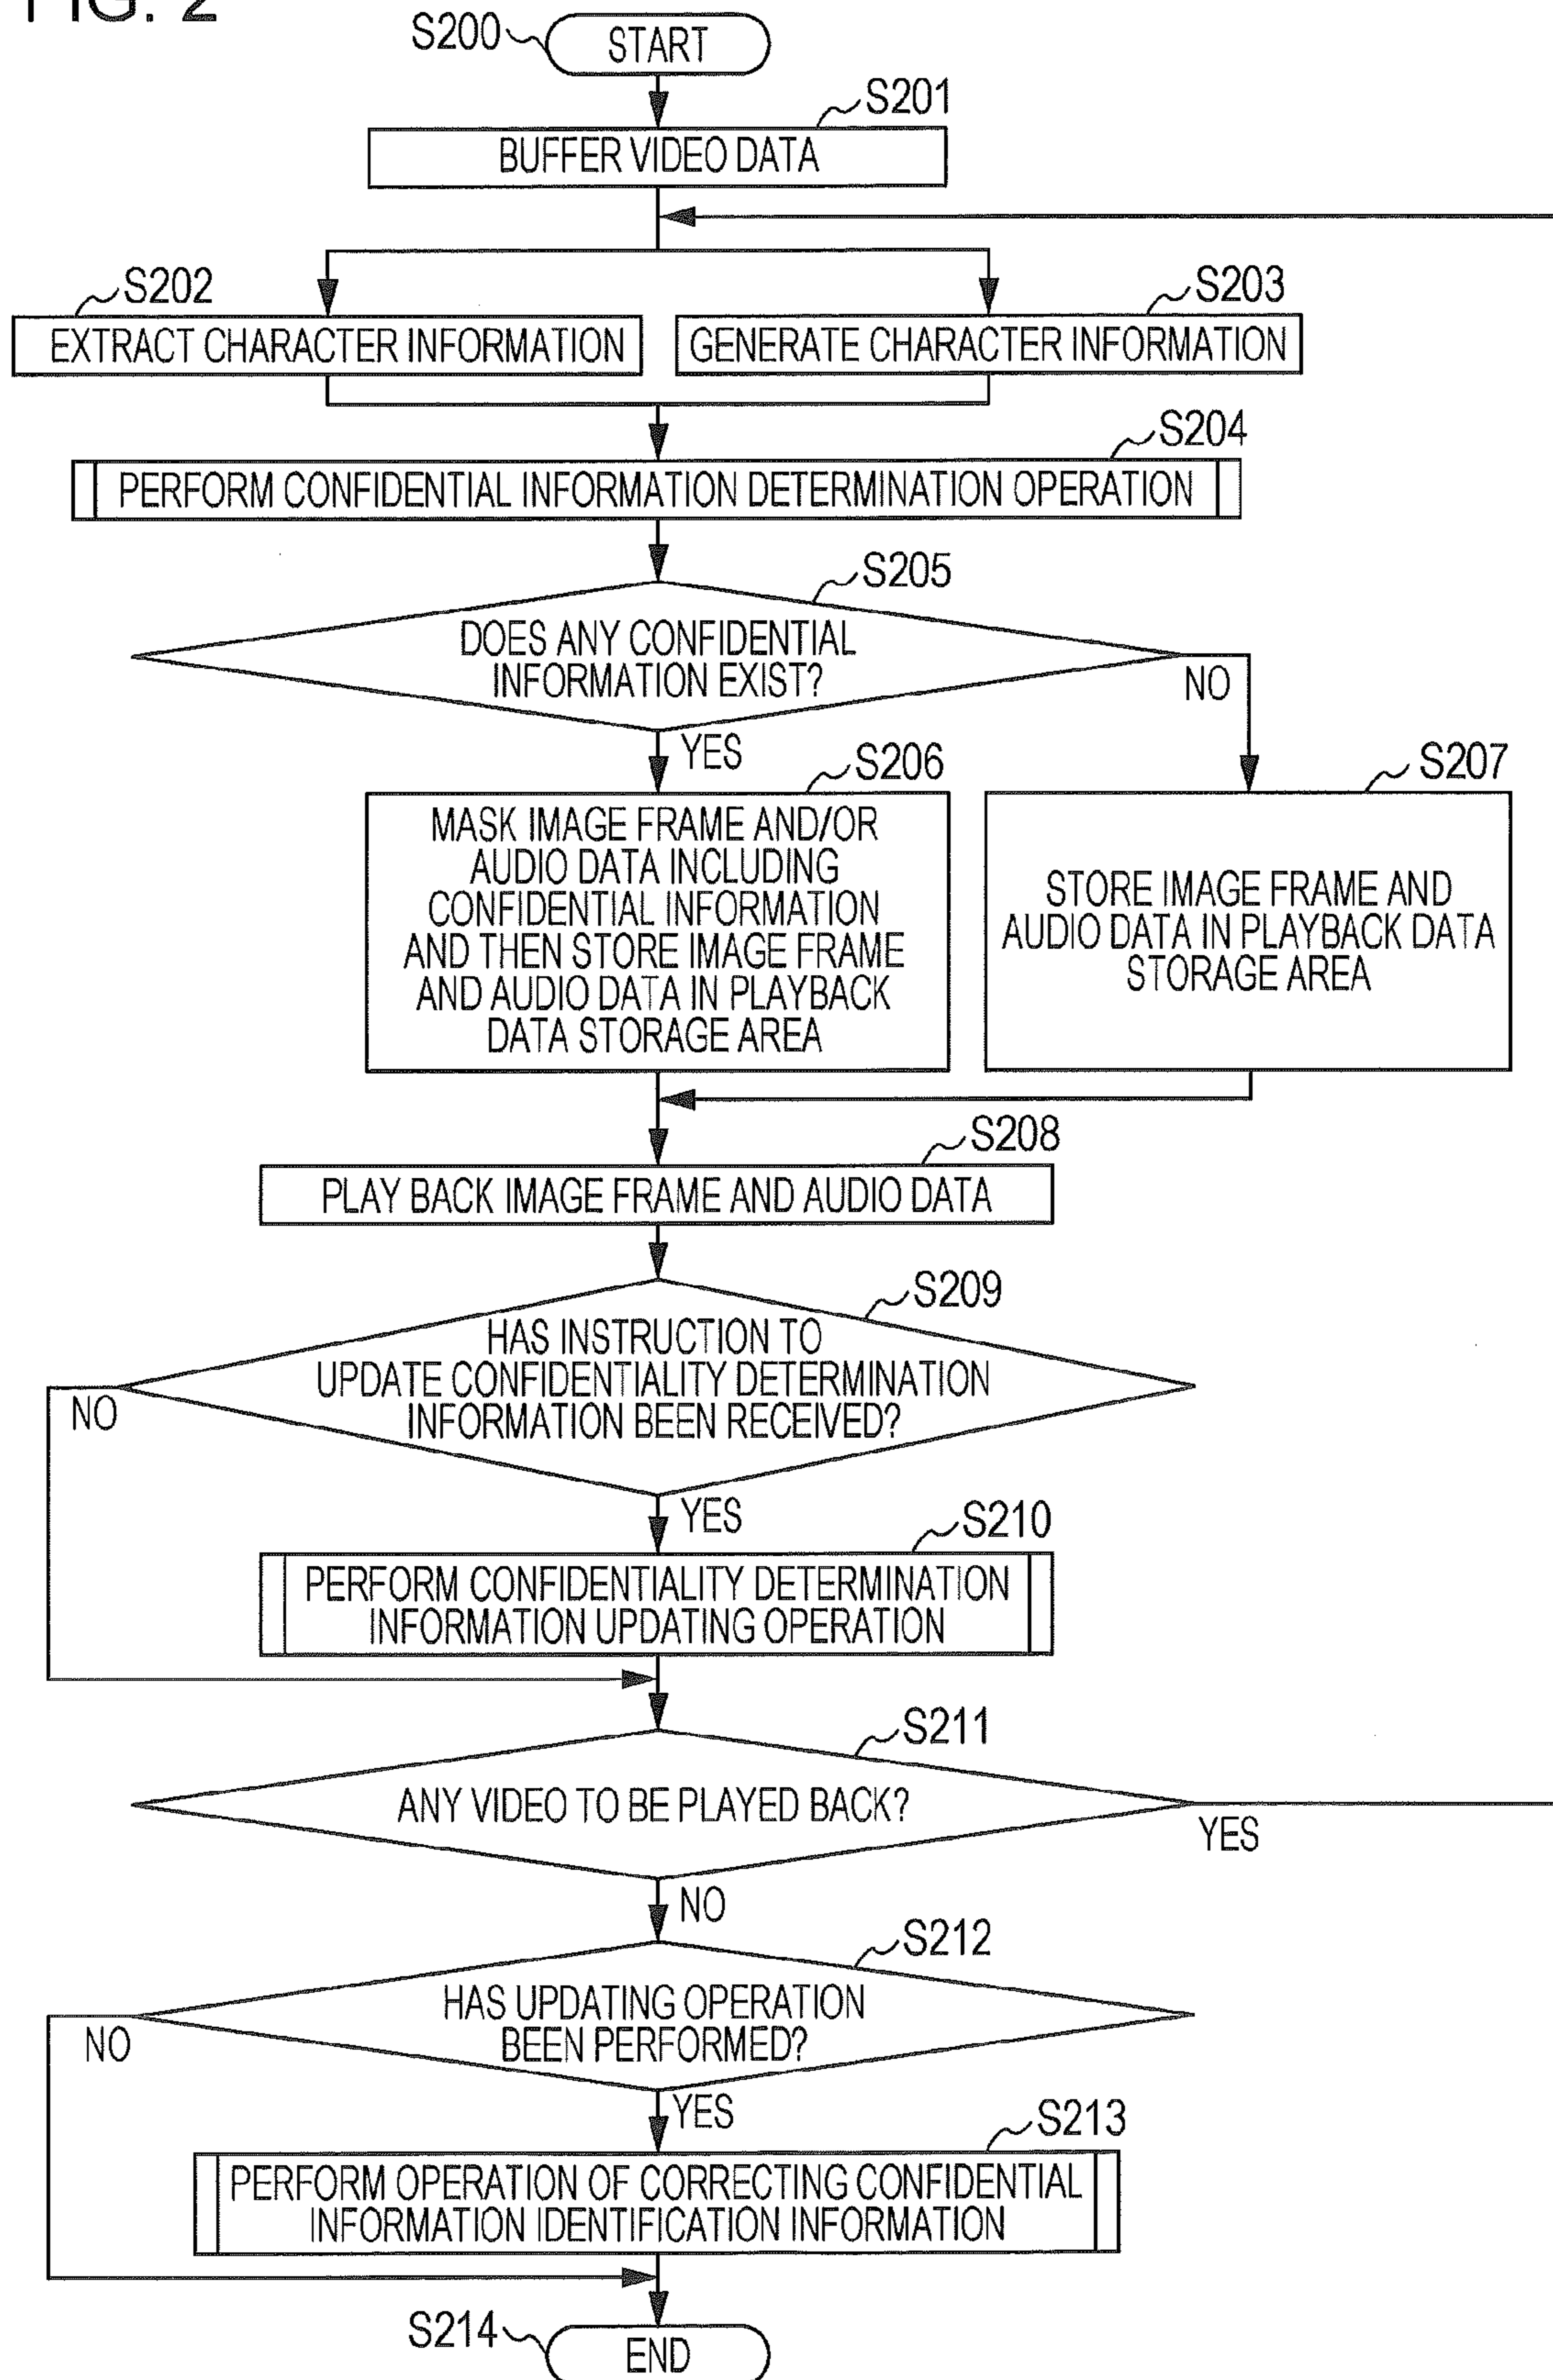 FIG. 2
S200
START
S201
BUFFER VIDEO DATA
S202
S203
EXTRACT CHARACTER INFORMATION
GENERATE CHARACTER INFORMATION
S204
PERFORM CONFIDENTIAL INFORMATION DETERMINATION OPERATION
S205
DOES ANY CONFIDENTIAL
INFORMATION EXIST?
NO
YES
S206
S207
MASK IMAGE FRAME AND/OR
AUDIO DATA INCLUDING
CONFIDENTIAL INFORMATION
AND THEN STORE IMAGE FRAME
AND AUDIO DATA IN PLAYBACK
DATA STORAGE AREA
STORE IMAGE FRAME AND
AUDIO DATA IN PLAYBACK DATA
STORAGE AREA
S208
PLAY BACK IMAGE FRAME AND AUDIO DATA
S209
HAS INSTRUCTION TO
UPDATE CONFIDENTIALITY DETERMINATION
INFORMATION BEEN RECEIVED?
NO
YES
S210
PERFORM CONFIDENTIALITY DETERMINATION
INFORMATION UPDATING OPERATION
S211
ANY VIDEO TO BE PLAYED BACK?
YES
NO
S212
HAS UPDATING OPERATION
BEEN PERFORMED?
NO
YES
S213
PERFORM OPERATION OF CORRECTING CONFIDENTIAL
INFORMATION IDENTIFICATION INFORMATION
S214
END